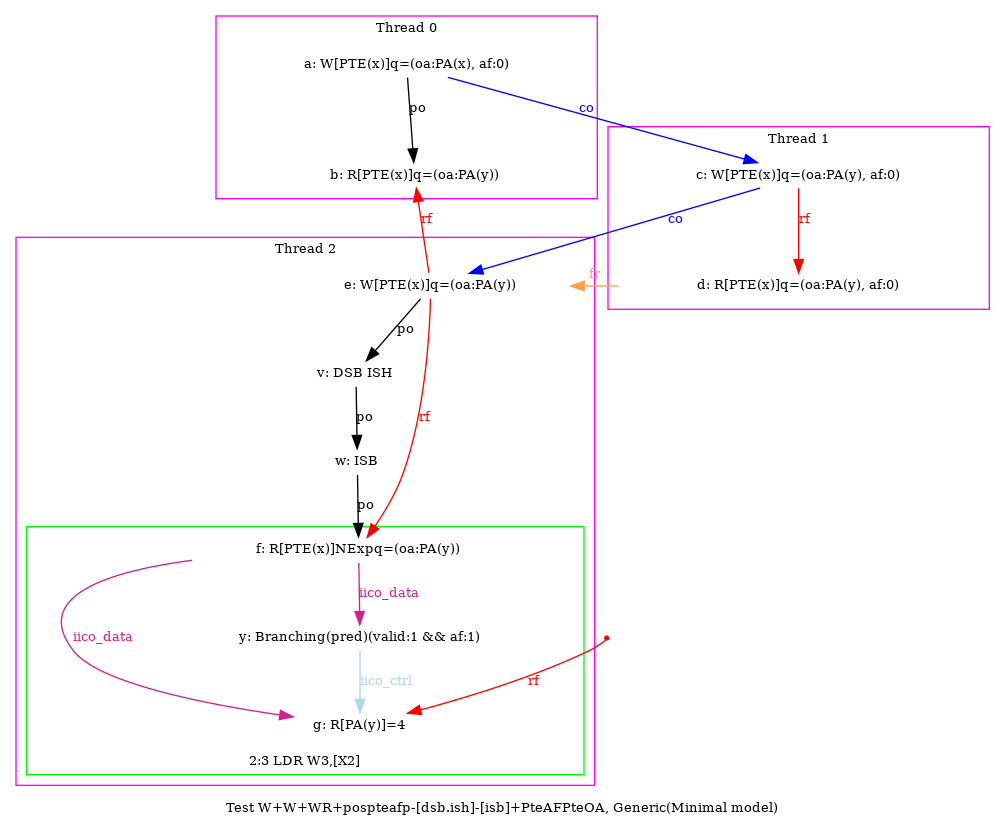 Thread 0
a: W[PTE(x)]q=(oa:PA(x), af:0)
po
co
Thread 1
b: R[PTE(x)]q=(oa:PA(y))
c: W[PTE(x)]q=(oa:PA(y), af:0)
rf
co
rf
Thread 2
e: W[PTE(x)]q=(oa:PA(y))
fr
d: R[PTE(x)]q=(oa:PA(y), af:0)
po
v: DSB ISH
po
rf
w: ISB
po
f: R[PTE(x)]NExpq=(oa:PA(y))
iico_data
iico_data
y: Branching(pred)(valid:1 && af:1)
iico_ctrl
rf
g: R[PA(y)]=4
2:3 LDR W3,[X2]
Test W+W+WR+pospteafp-[dsb.ish]-[isb]+PteAFPteOA, Generic(Minimal model)